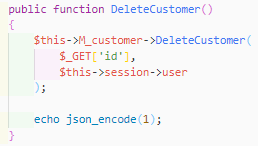 public function DeleteCustomer()
{
    $this->M_customer->DeleteCustomer(
        $_GET['id'],
        $this->session->user
    );

    echo json_encode(1);
}